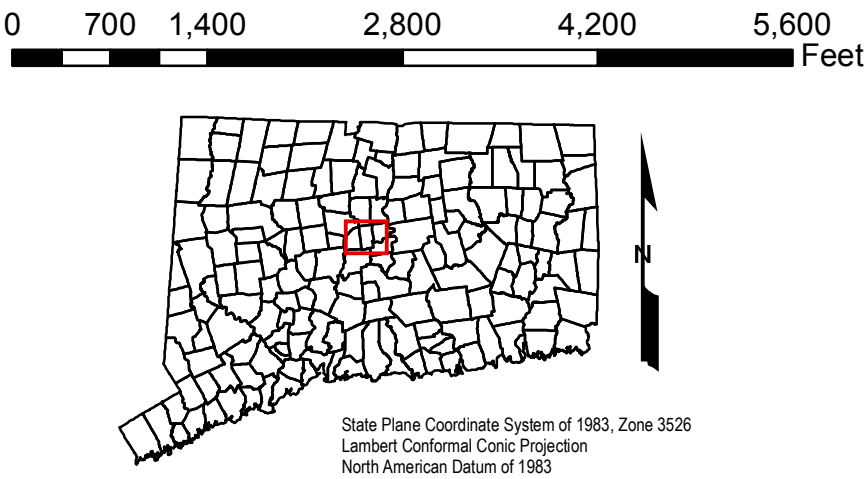 0 700 1,400 2,800 4,200 5,600
Feet
N
State Plane Coordinate System of 1983, Zone 3526
Lambert Conformal Conic Projection
North American Datum of 1983